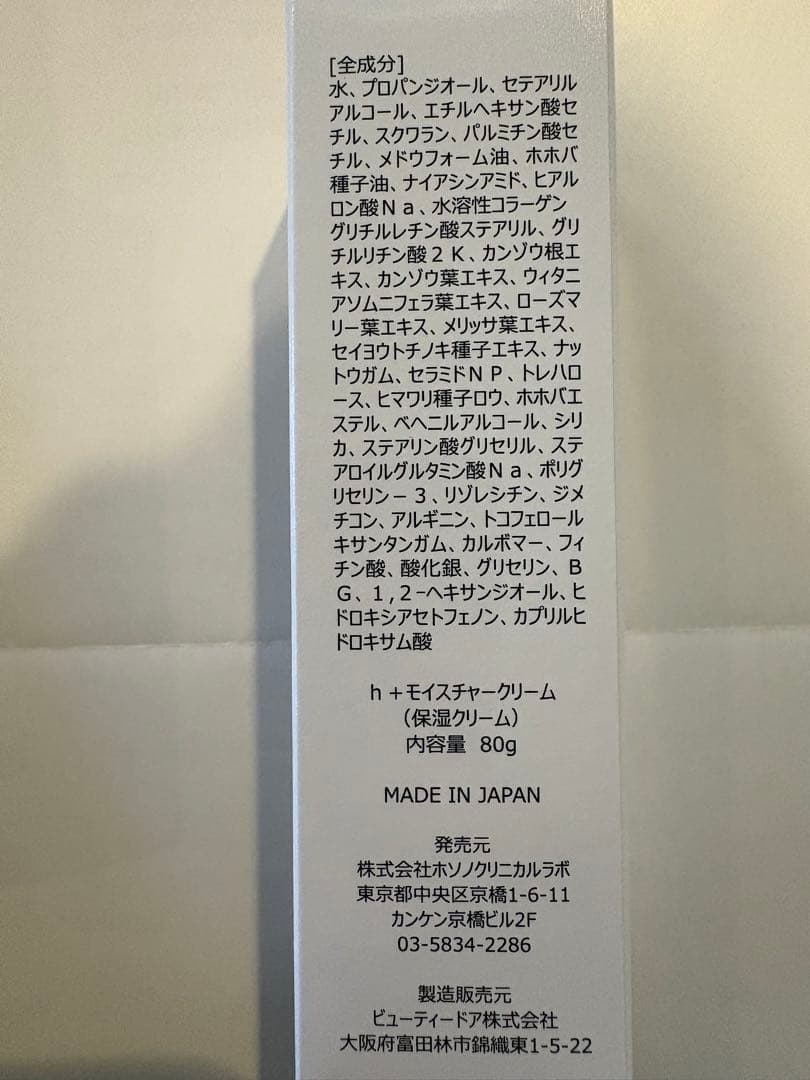 [全成分]
水、プロパンジオール、セテアリル
アルコール、エチルヘキサン酸セ
チル、スクワラン、パルミチン酸セ
チル、メドウフォーム油、ホホバ
種子油、ナイアシンアミド、ヒアル
ロン酸Ｎａ、水溶性コラーゲン
グリチルレチン酸ステアリル、グリ
チルリチン酸２Ｋ、カンゾウ根エ
キス、カンゾウ葉エキス、ウィタニ
アソムニフェラ葉エキス、ローズマ
リー葉エキス、メリッサ葉エキス、
セイヨウトチノキ種子エキス、ナッ
トウガム、セラミドＮＰ、トレハロ
ース、ヒマワリ種子ロウ、ホホバエ
ステル、ベヘニルアルコール、シリ
カ、ステアリン酸グリセリル、ステ
アロイルグルタミン酸Ｎａ、ポリグ
リセリン－３、リゾレシチン、ジメ
チコン、アルギニン、トコフェロール
キサンタンガム、カルボマー、フィ
チン酸、酸化銀、グリセリン、Ｂ
Ｇ、１,２-ヘキサンジオール、ヒ
ドロキシアセトフェノン、カプリルヒ
ドロキサム酸
ｈ＋モイスチャークリーム
（保湿クリーム）
内容量 80g
MADE IN JAPAN
発売元
株式会社ホソノクリニカルラボ
東京都中央区京橋1-6-11
カンケン京橋ビル2F
03-5834-2286
製造販売元
ビューティードア株式会社
大阪府富田林市錦織東1-5-22